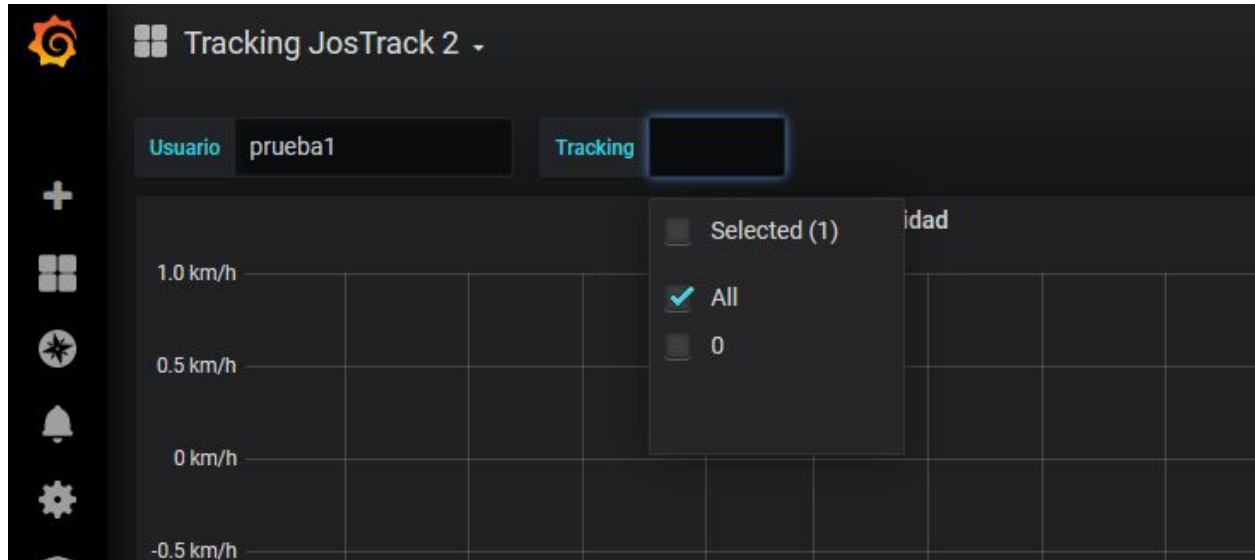 Tracking JosTrack 2
Usuario prueba1 Tracking
Selected (1)
idad
1.0 km/h
All
0
0.5 km/h
0 km/h
-0.5 km/h